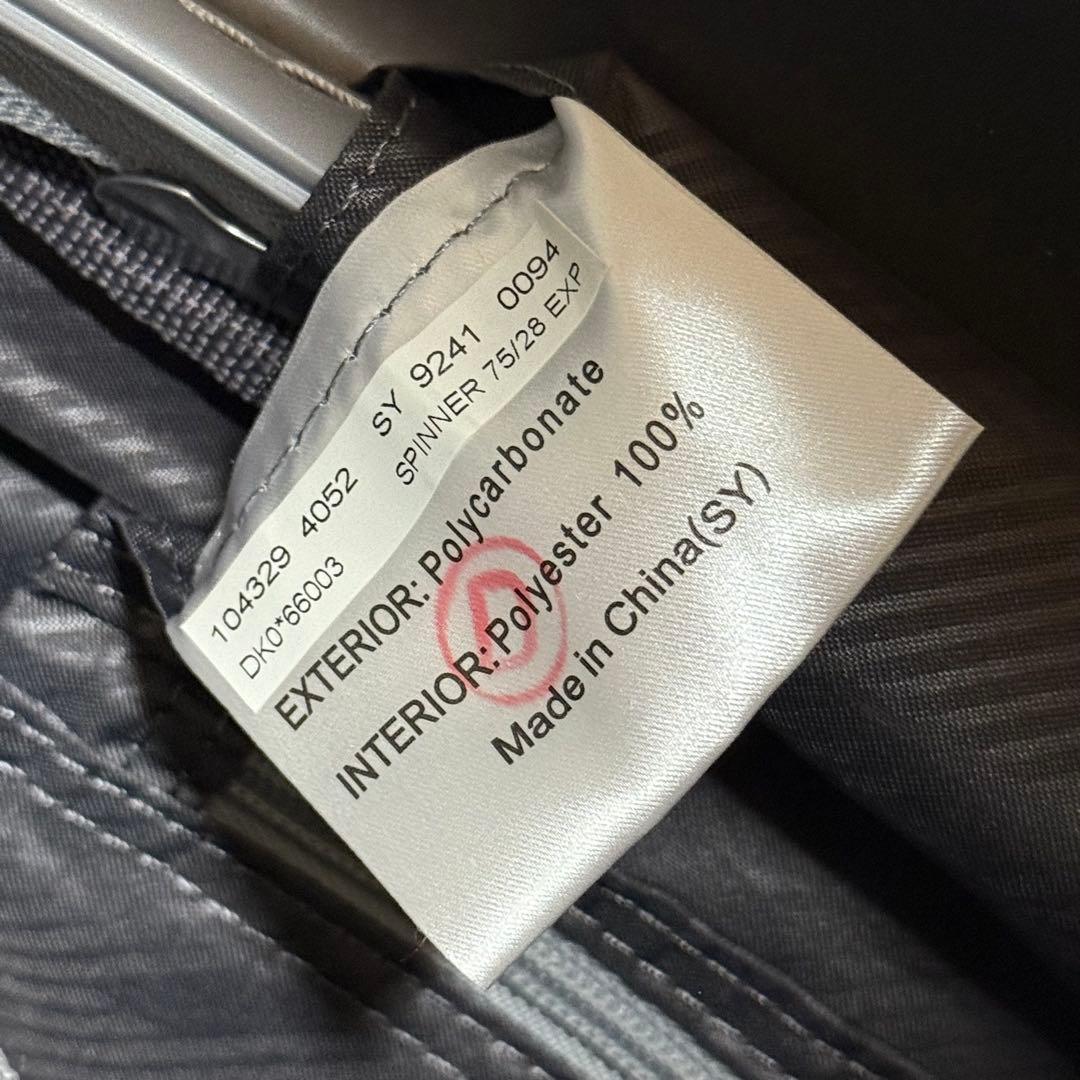 104329 4052 SY 9241 0094
DK0*66003 SPINNER 75/28 EXP
EXTERIOR: Polycarbonate
INTERIOR: Polyester 100%
Made in China(SY)